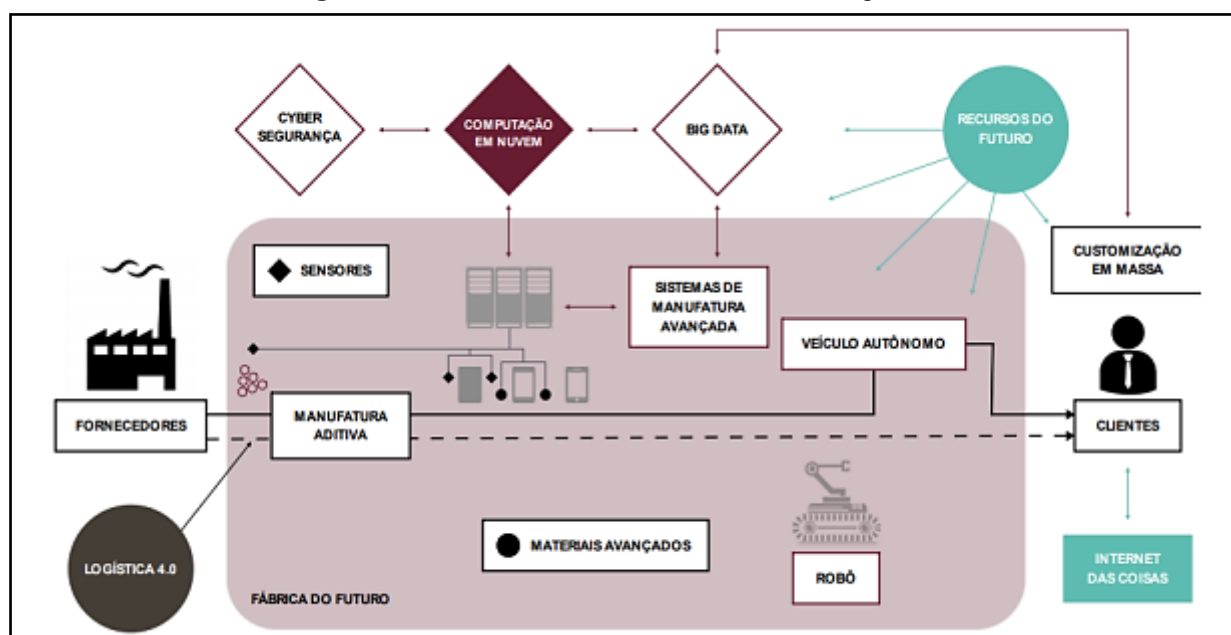 CYBER
SEGURANÇA
COMPUTAÇÃO
EM NUVEM
BIG DATA
RECURSOS DO
FUTURO
SENSORES
SISTEMAS DE
MANUFATURA
AVANÇADA
CUSTOMIZAÇÃO
EM MASSA
VEÍCULO AUTÔNOMO
FORNECEDORES
MANUFATURA
ADITIVA
CLIENTES
LOGÍSTICA 4.0
MATERIAIS AVANÇADOS
ROBÔ
INTERNET
DAS COISAS
FÁBRICA DO FUTURO